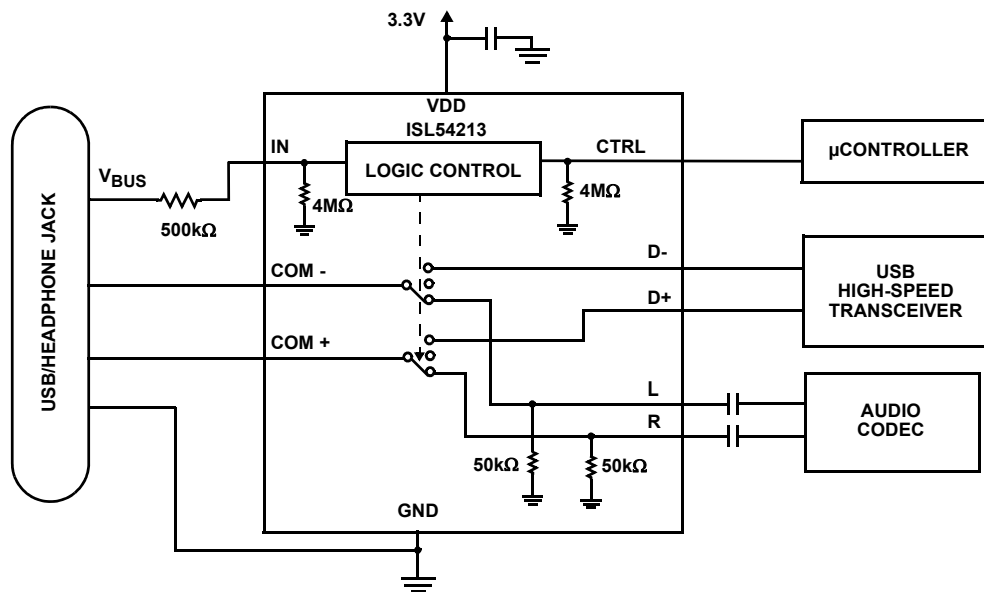 3.3V
VDD
ISL54213
IN
LOGIC CONTROL
CTRL
µCONTROLLER
VBUS
500kΩ
4MΩ
4MΩ
USB/HEADPHONE JACK
COM -
COM +
D-
D+
USB
HIGH-SPEED
TRANSCEIVER
L
R
AUDIO
CODEC
50kΩ
50kΩ
GND